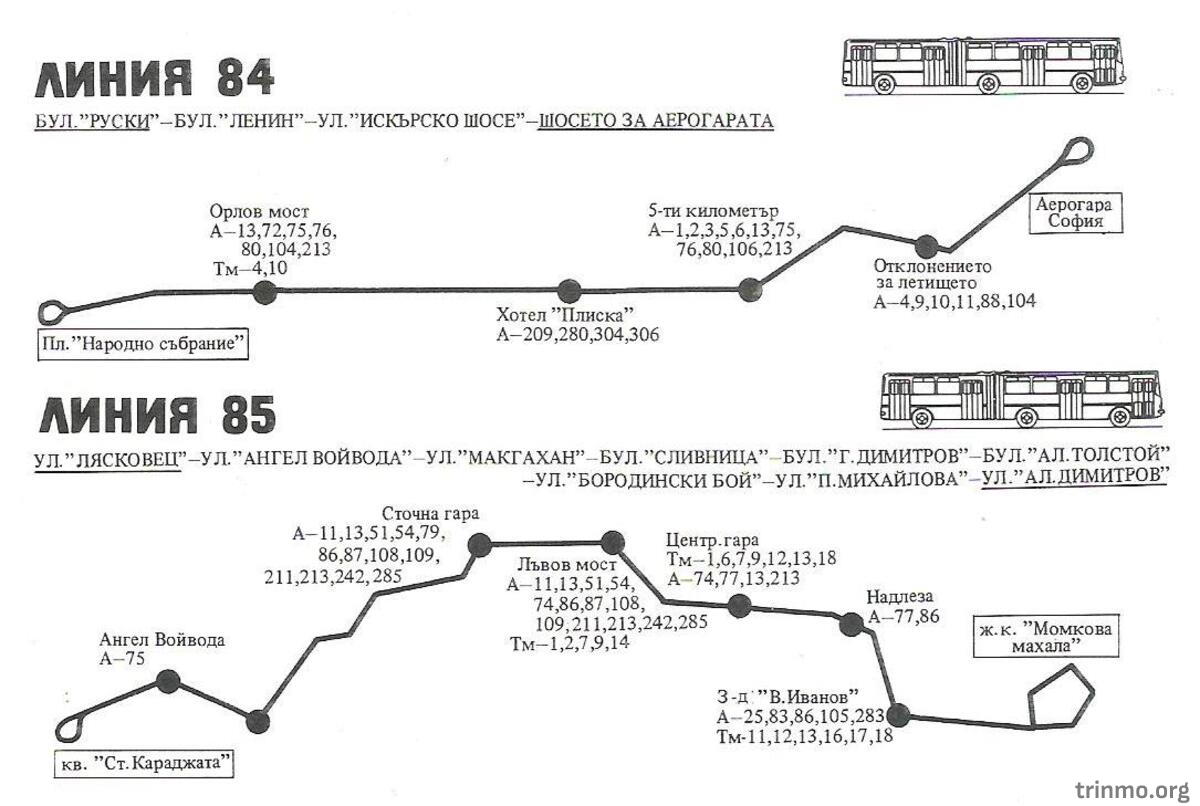 ЛИНИЯ 84
БУЛ."РУСКИ"–БУЛ."ЛЕНИН"–УЛ."ИСКЪРСКО ШОСЕ"–ШОСЕТО ЗА АЕРОГАРАТА
Орлов мост
А–13,72,75,76,
80,104,213
Тм–4,10
5-ти километър
А–1,2,3,5,6,13,75,
76,80,106,213
Аерогара
София
Отклонението
за летището
А–4,9,10,11,88,104
Хотел "Плиска"
А–209,280,304,306
Пл."Народно събрание"
ЛИНИЯ 85
УЛ."ЛЯСКОВЕЦ"–УЛ."АНГЕЛ ВОЙВОДА"–УЛ."МАКГАХАН"–БУЛ."СЛИВНИЦА"–БУЛ."Г.ДИМИТРОВ"–БУЛ."АЛ.ТОЛСТОЙ"
–УЛ."БОРОДИНСКИ БОЙ"–УЛ."П.МИХАЙЛОВА"–УЛ."АЛ.ДИМИТРОВ"
Сточна гара
А–11,13,51,54,79,
86,87,108,109,
211,213,242,285
Лъвов мост
А–11,13,51,54,
74,86,87,108,
109,211,213,242,285
Тм–1,2,7,9,14
Центр.гара
Тм–1,6,7,9,12,13,18
А–74,77,13,213
Надлеза
А–77,86
ж.к. "Момкова
махала"
Ангел Войвода
А–75
З-д "В.Иванов"
А–25,83,86,105,283
Тм-11,12,13,16,17,18
кв. "Ст.Караджата"
trinmo.org